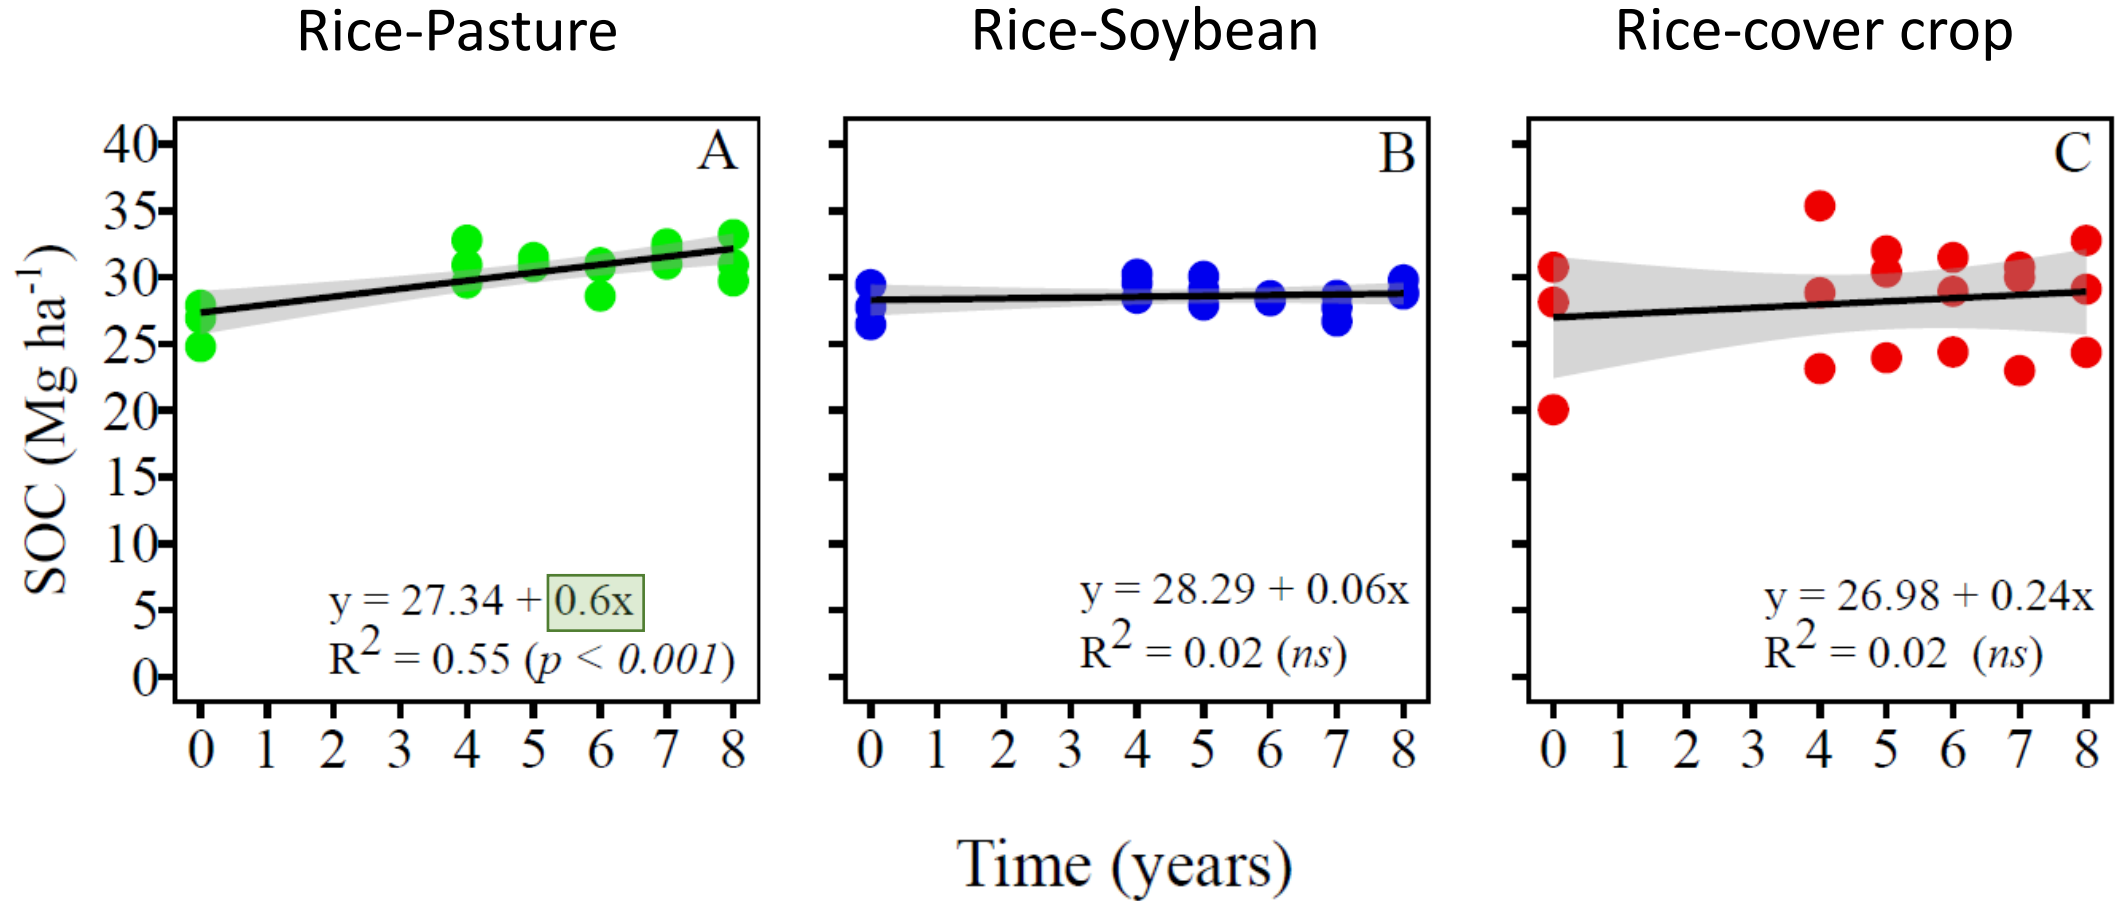 Rice-Pasture
Rice-Soybean
Rice-cover crop
SOC (Mg ha⁻¹)
40
35
30
25
20
15
10
5
0
A
y = 27.34 + 0.6x
R² = 0.55 (p < 0.001)
0 1 2 3 4 5 6 7 8
B
y = 28.29 + 0.06x
R² = 0.02 (ns)
0 1 2 3 4 5 6 7 8
C
y = 26.98 + 0.24x
R² = 0.02 (ns)
0 1 2 3 4 5 6 7 8
Time (years)